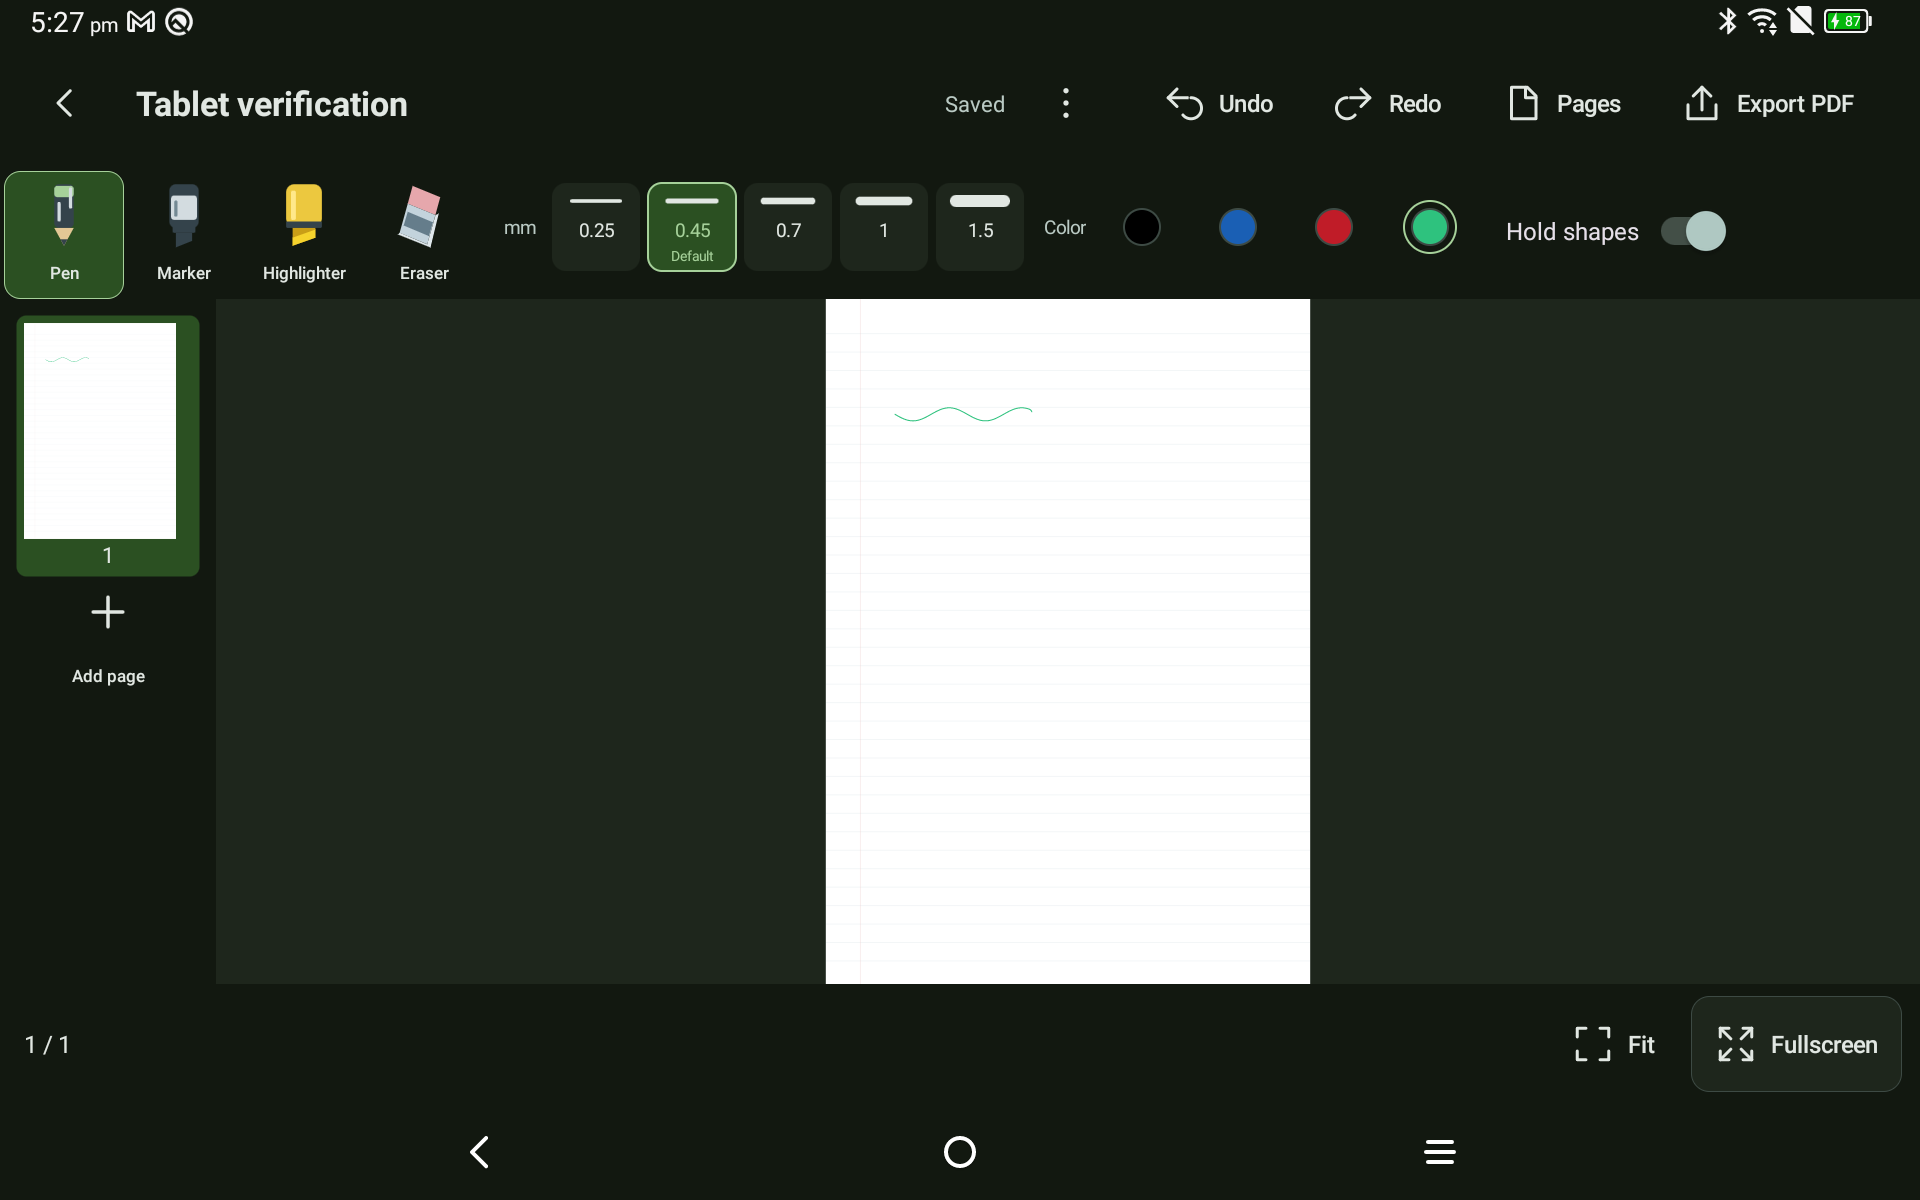 5:27 pm
87
Tablet verification
Saved
Undo
Redo
Pages
Export PDF
Pen
Marker
Highlighter
Eraser
mm
0.25
0.45
Default
0.7
1
1.5
Color
Hold shapes
1
Add page
1 / 1
Fit
Fullscreen